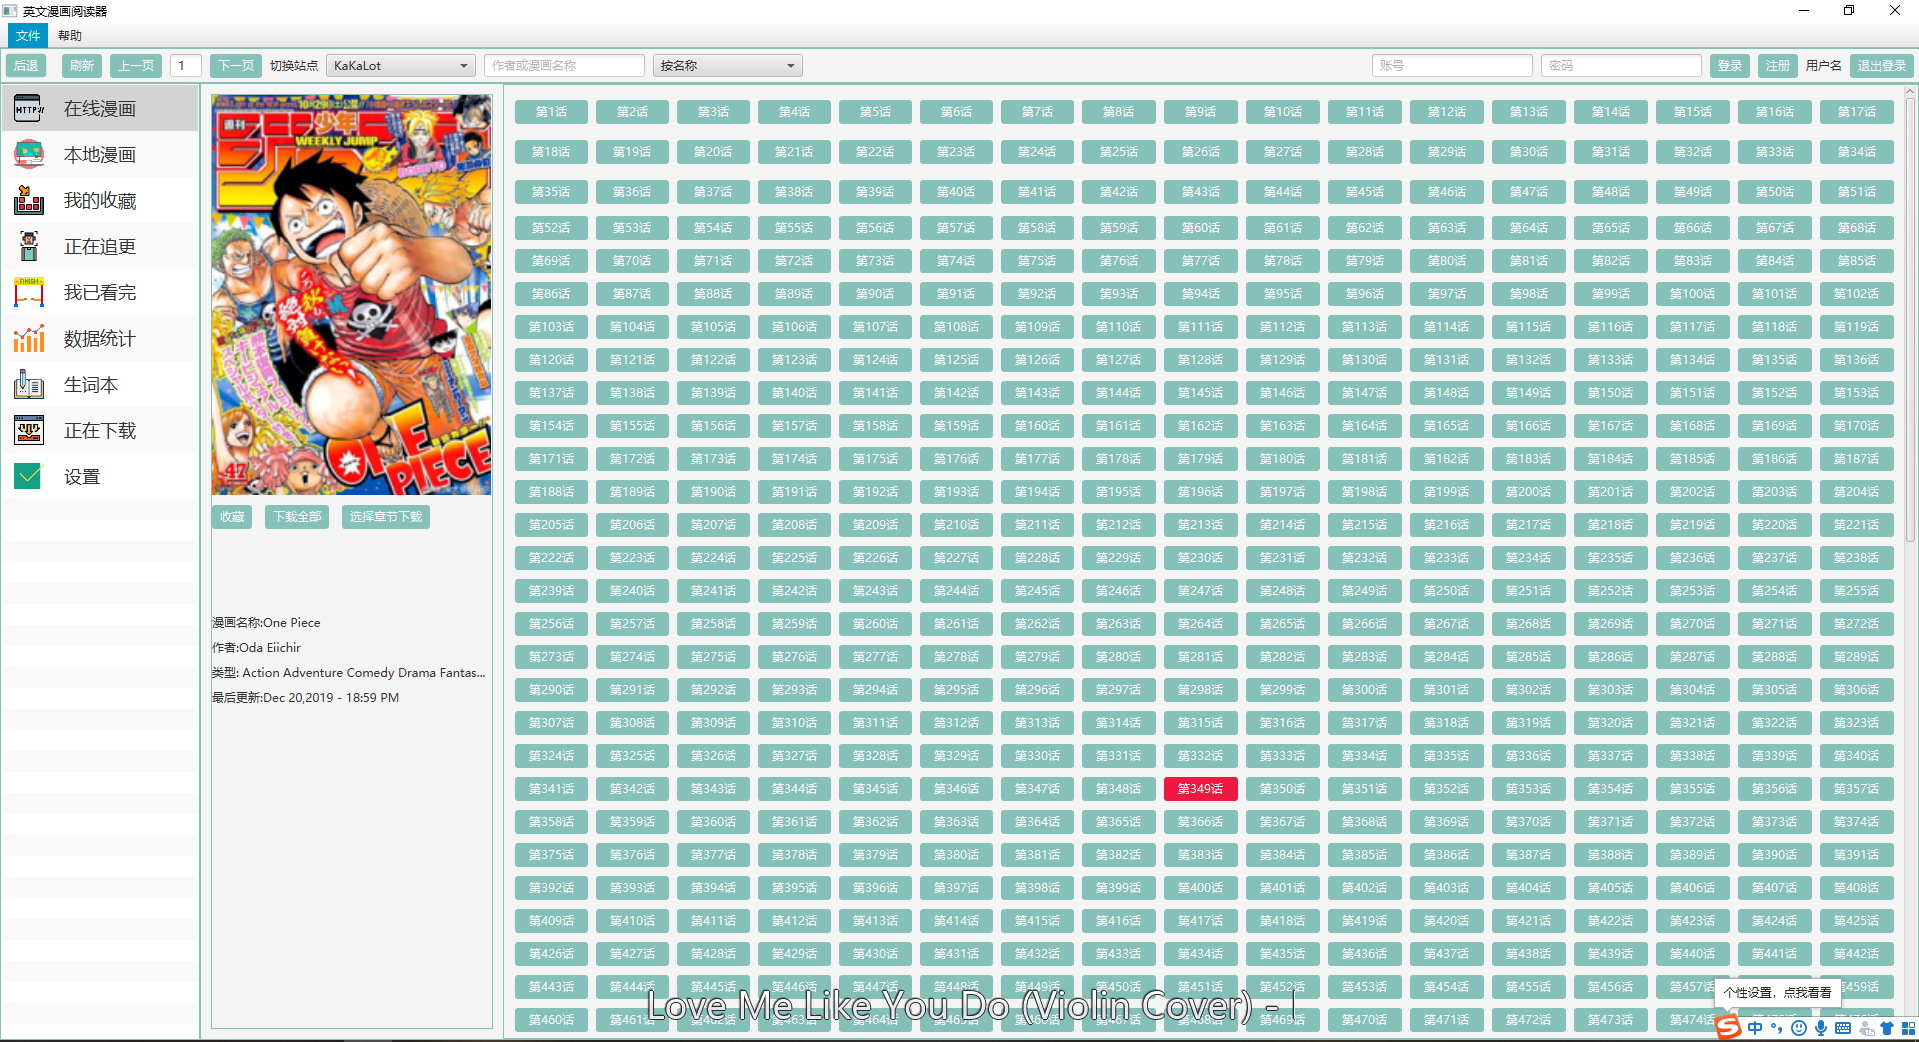 英文漫画阅读器
文件 帮助
后退 刷新 上一页 1 下一页 切换站点 KaKaLot 作者或漫画名称 按名称 账号 密码 登录 注册 用户名 退出登录
在线漫画
本地漫画
我的收藏
正在追更
我已看完
数据统计
生词本
正在下载
设置
週刊 少年
WEEKLY JUMP
ONE PIECE
47
收藏 下载全部 选择章节下载
漫画名称:One Piece
作者:Oda Eiichir
类型: Action Adventure Comedy Drama Fantas...
最后更新:Dec 20,2019 - 18:59 PM
第1话 第2话 第3话 第4话 第5话 第6话 第7话 第8话 第9话 第10话 第11话 第12话 第13话 第14话 第15话 第16话 第17话
第18话 第19话 第20话 第21话 第22话 第23话 第24话 第25话 第26话 第27话 第28话 第29话 第30话 第31话 第32话 第33话 第34话
第35话 第36话 第37话 第38话 第39话 第40话 第41话 第42话 第43话 第44话 第45话 第46话 第47话 第48话 第49话 第50话 第51话
第52话 第53话 第54话 第55话 第56话 第57话 第58话 第59话 第60话 第61话 第62话 第63话 第64话 第65话 第66话 第67话 第68话
第69话 第70话 第71话 第72话 第73话 第74话 第75话 第76话 第77话 第78话 第79话 第80话 第81话 第82话 第83话 第84话 第85话
第86话 第87话 第88话 第89话 第90话 第91话 第92话 第93话 第94话 第95话 第96话 第97话 第98话 第99话 第100话 第101话 第102话
第103话 第104话 第105话 第106话 第107话 第108话 第109话 第110话 第111话 第112话 第113话 第114话 第115话 第116话 第117话 第118话 第119话
第120话 第121话 第122话 第123话 第124话 第125话 第126话 第127话 第128话 第129话 第130话 第131话 第132话 第133话 第134话 第135话 第136话
第137话 第138话 第139话 第140话 第141话 第142话 第143话 第144话 第145话 第146话 第147话 第148话 第149话 第150话 第151话 第152话 第153话
第154话 第155话 第156话 第157话 第158话 第159话 第160话 第161话 第162话 第163话 第164话 第165话 第166话 第167话 第168话 第169话 第170话
第171话 第172话 第173话 第174话 第175话 第176话 第177话 第178话 第179话 第180话 第181话 第182话 第183话 第184话 第185话 第186话 第187话
第188话 第189话 第190话 第191话 第192话 第193话 第194话 第195话 第196话 第197话 第198话 第199话 第200话 第201话 第202话 第203话 第204话
第205话 第206话 第207话 第208话 第209话 第210话 第211话 第212话 第213话 第214话 第215话 第216话 第217话 第218话 第219话 第220话 第221话
第222话 第223话 第224话 第225话 第226话 第227话 第228话 第229话 第230话 第231话 第232话 第233话 第234话 第235话 第236话 第237话 第238话
第239话 第240话 第241话 第242话 第243话 第244话 第245话 第246话 第247话 第248话 第249话 第250话 第251话 第252话 第253话 第254话 第255话
第256话 第257话 第258话 第259话 第260话 第261话 第262话 第263话 第264话 第265话 第266话 第267话 第268话 第269话 第270话 第271话 第272话
第273话 第274话 第275话 第276话 第277话 第278话 第279话 第280话 第281话 第282话 第283话 第284话 第285话 第286话 第287话 第288话 第289话
第290话 第291话 第292话 第293话 第294话 第295话 第296话 第297话 第298话 第299话 第300话 第301话 第302话 第303话 第304话 第305话 第306话
第307话 第308话 第309话 第310话 第311话 第312话 第313话 第314话 第315话 第316话 第317话 第318话 第319话 第320话 第321话 第322话 第323话
第324话 第325话 第326话 第327话 第328话 第329话 第330话 第331话 第332话 第333话 第334话 第335话 第336话 第337话 第338话 第339话 第340话
第341话 第342话 第343话 第344话 第345话 第346话 第347话 第348话 第349话 第350话 第351话 第352话 第353话 第354话 第355话 第356话 第357话
第358话 第359话 第360话 第361话 第362话 第363话 第364话 第365话 第366话 第367话 第368话 第369话 第370话 第371话 第372话 第373话 第374话
第375话 第376话 第377话 第378话 第379话 第380话 第381话 第382话 第383话 第384话 第385话 第386话 第387话 第388话 第389话 第390话 第391话
第392话 第393话 第394话 第395话 第396话 第397话 第398话 第399话 第400话 第401话 第402话 第403话 第404话 第405话 第406话 第407话 第408话
第409话 第410话 第411话 第412话 第413话 第414话 第415话 第416话 第417话 第418话 第419话 第420话 第421话 第422话 第423话 第424话 第425话
第426话 第427话 第428话 第429话 第430话 第431话 第432话 第433话 第434话 第435话 第436话 第437话 第438话 第439话 第440话 第441话 第442话
第443话 第444话 第445话 第446话 第447话 第448话 第449话 第450话 第451话 第452话 第453话 第454话 第455话 第456话 第457话 459话
第460话 第461话 第462话 第463话 第464话 第465话 第466话 第467话 第468话 第469话 第470话 第471话 第472话 第473话 第474话
Love Me Like You Do (Violin Cover) -
个性设置，点我看看
中